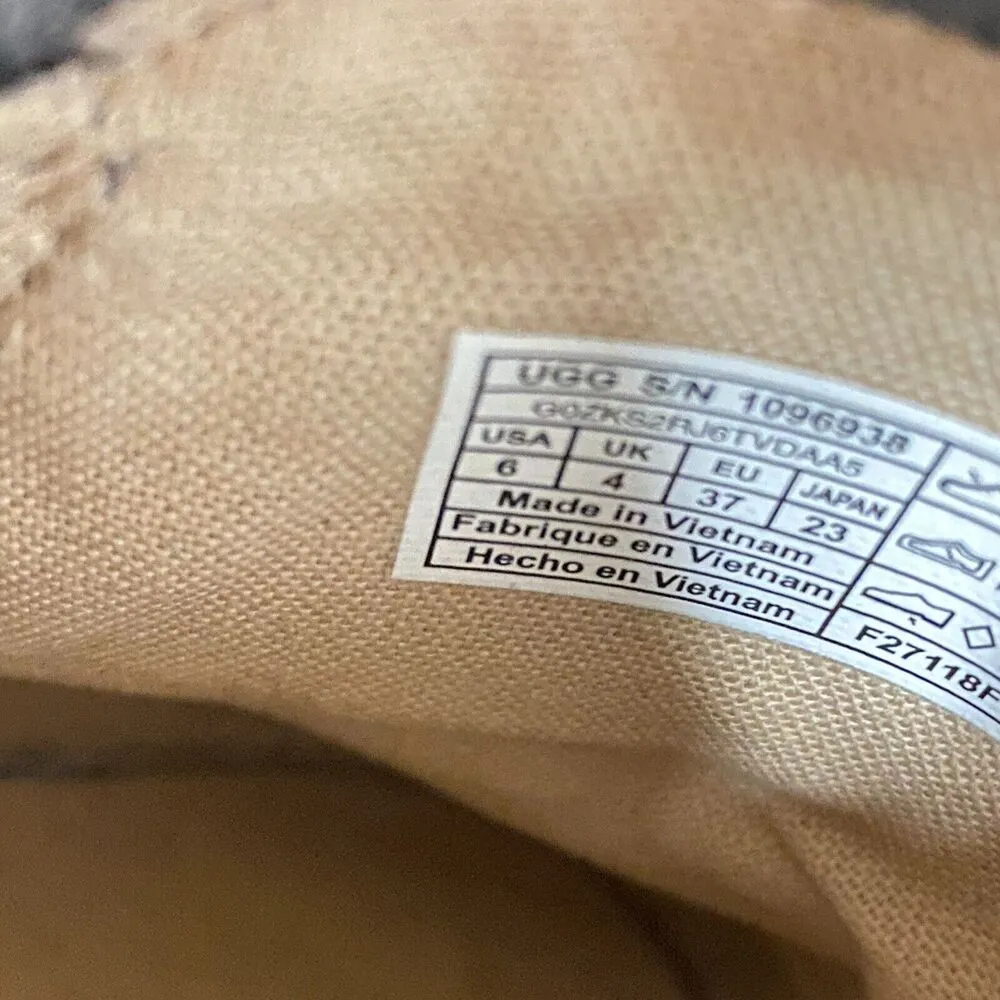 UGG S/N 1096938
G0ZKS2RJ6TVDAA5
USA UK EU JAPAN
6 4 37 23
Made in Vietnam
Fabrique en Vietnam
Hecho en Vietnam
F27118F